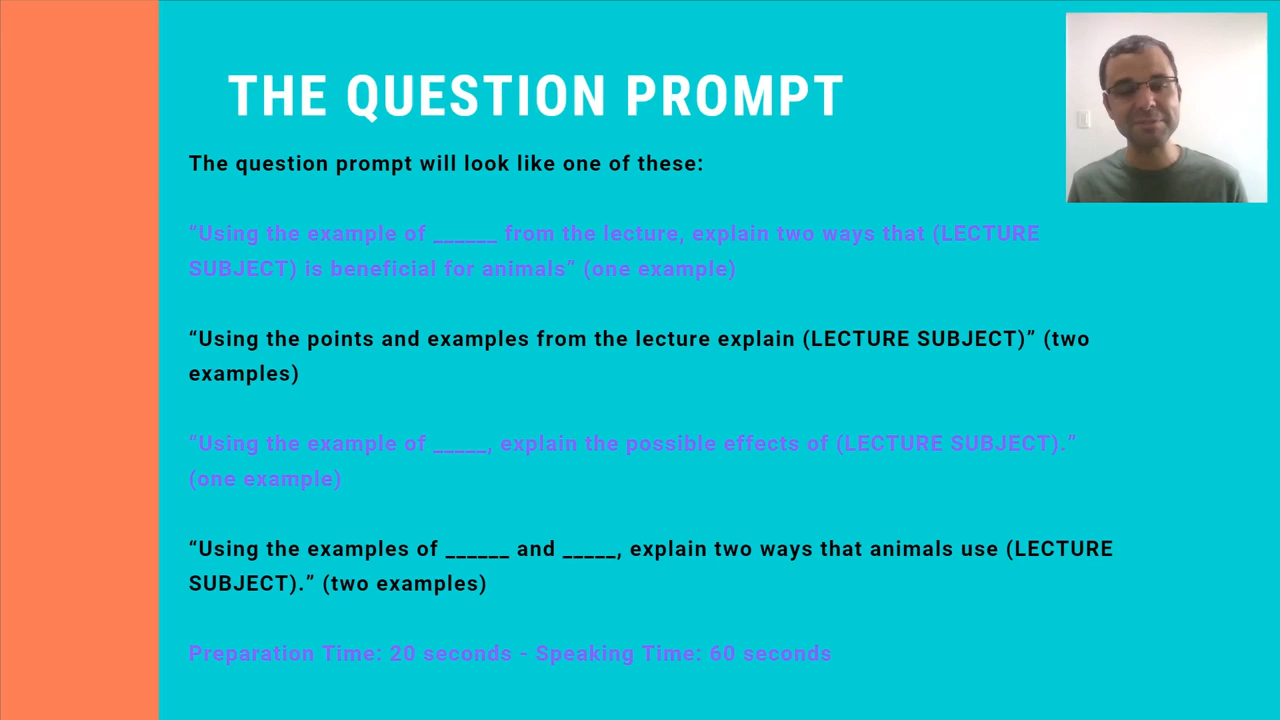 THE QUESTION PROMPT
The question prompt will look like one of these:
“Using the example of ______ from the lecture, explain two ways that (LECTURE
SUBJECT) is beneficial for animals” (one example)
“Using the points and examples from the lecture explain (LECTURE SUBJECT)” (two
examples)
“Using the example of _____, explain the possible effects of (LECTURE SUBJECT).”
(one example)
“Using the examples of ______ and _____, explain two ways that animals use (LECTURE
SUBJECT).” (two examples)
Preparation Time: 20 seconds - Speaking Time: 60 seconds